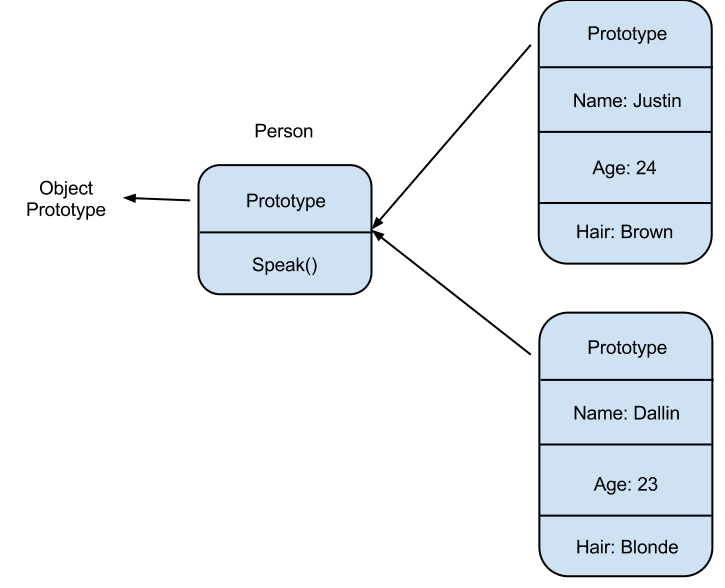 Object
Prototype
Person
Prototype
Speak()
Prototype
Name: Justin
Age: 24
Hair: Brown
Prototype
Name: Dallin
Age: 23
Hair: Blonde